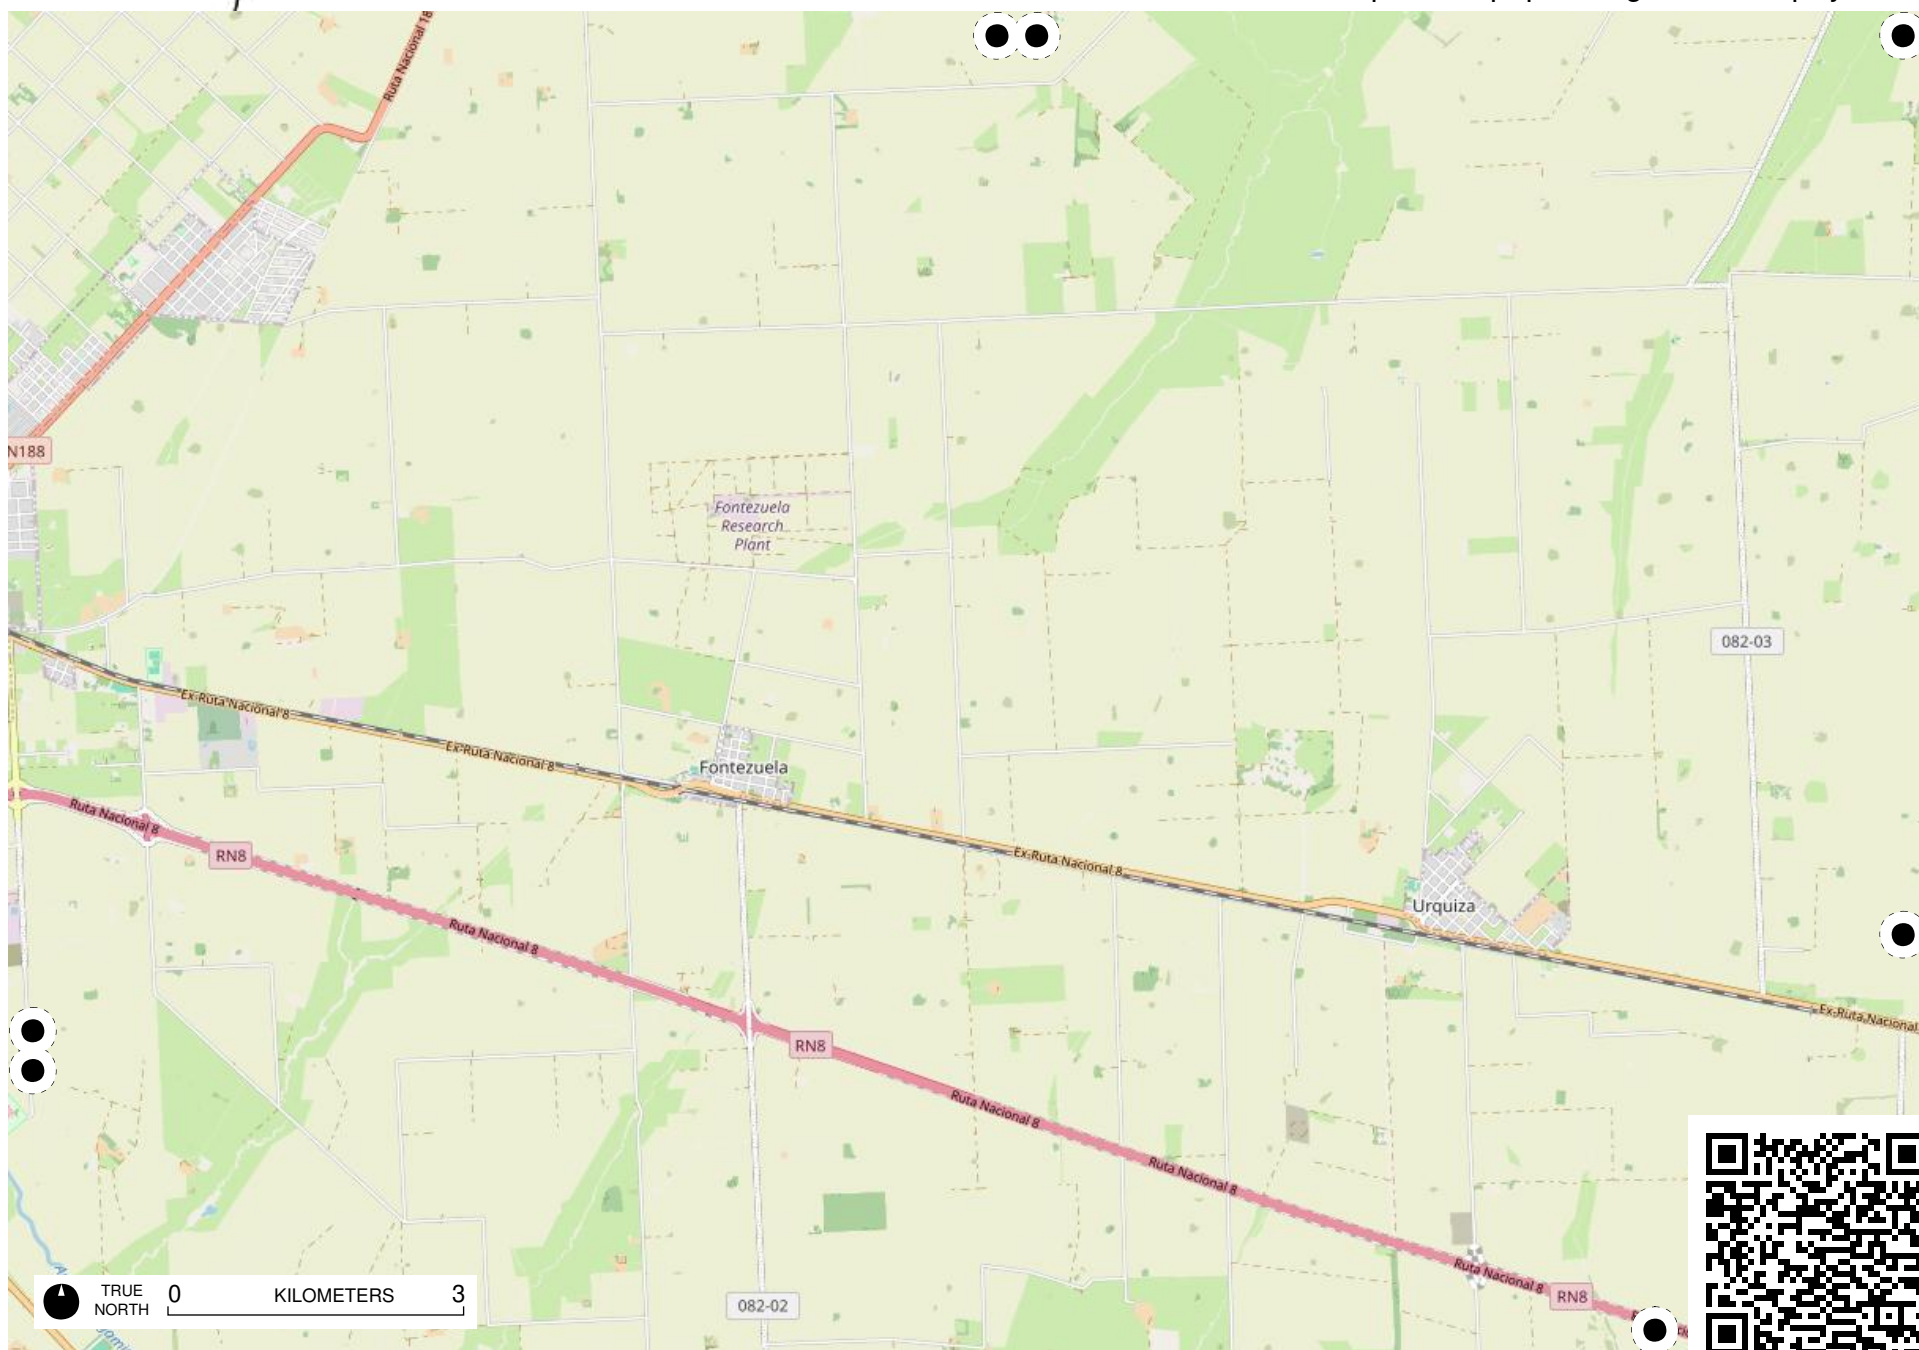 Ruta Nacional 18
N188
Fontezuela
Research
Plant
082-03
Ex-Ruta Nacional 8
Ex-Ruta Nacional 8
Fontezuela
Ruta Nacional 8
RN8
Ex-Ruta Nacional 8
Urquiza
Ruta Nacional 8
Ex-Ruta Nacional
RN8
Ruta Nacional 8
Ruta Nacional 8
Ruta Nacional 8
RN8
TRUE
NORTH
0 KILOMETERS 3
082-02